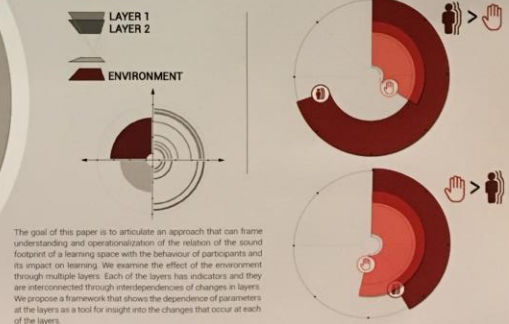 LAYER 1
LAYER 2
ENVIRONMENT
>
>
The goal of this paper is to articulate an approach that can frame
understanding and operationalization of the relation of the sound
footprint of a learning space with the behaviour of participants and
its impact on learning. We examine the effect of the environment
through multiple layers. Each of the layers has indicators and they
are interconnected through interdependencies of changes in layers.
We propose a framework that shows the dependence of parameters
at the layers as a tool for insight into the changes that occur at each
of the layers.